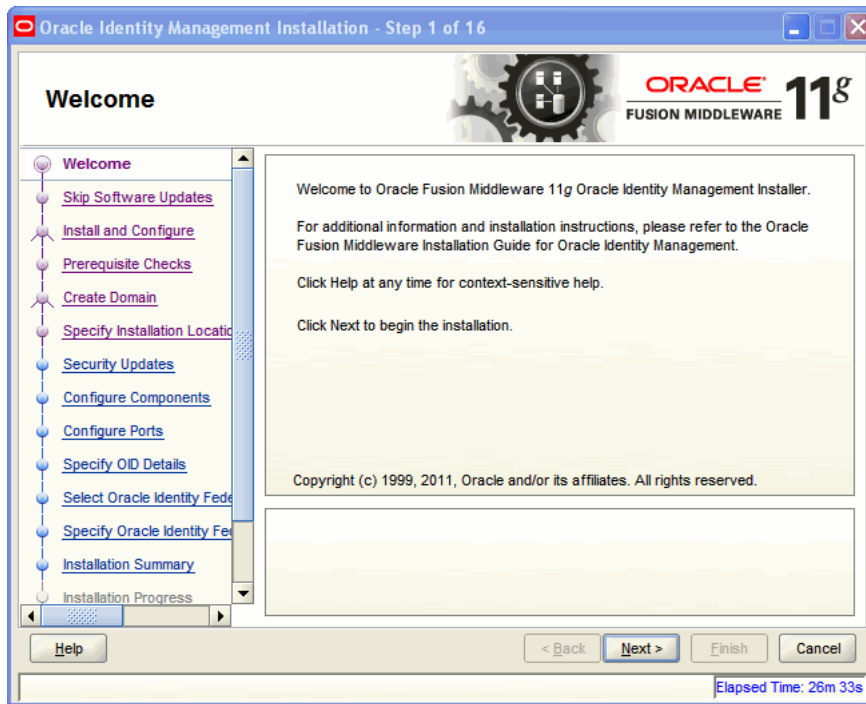 Oracle Identity Management Installation - Step 1 of 16
Welcome
ORACLE
FUSION MIDDLEWARE
11g
Welcome
Skip Software Updates
Install and Configure
Prerequisite Checks
Create Domain
Specify Installation Locatio
Security Updates
Configure Components
Configure Ports
Specify OID Details
Select Oracle Identity Fede
Specify Oracle Identity Fed
Installation Summary
Installation Progress
Welcome to Oracle Fusion Middleware 11g Oracle Identity Management Installer.
For additional information and installation instructions, please refer to the Oracle
Fusion Middleware Installation Guide for Oracle Identity Management.
Click Help at any time for context-sensitive help.
Click Next to begin the installation.
Copyright (c) 1999, 2011, Oracle and/or its affiliates. All rights reserved.
Help
< Back
Next >
Finish
Cancel
Elapsed Time: 26m 33s